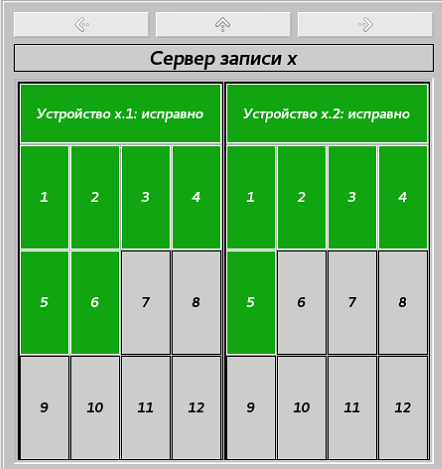 Сервер записи x
Устройство x.1: исправно Устройство x.2: исправно
1 2 3 4 1 2 3 4
5 6 7 8 5 6 7 8
9 10 11 12 9 10 11 12